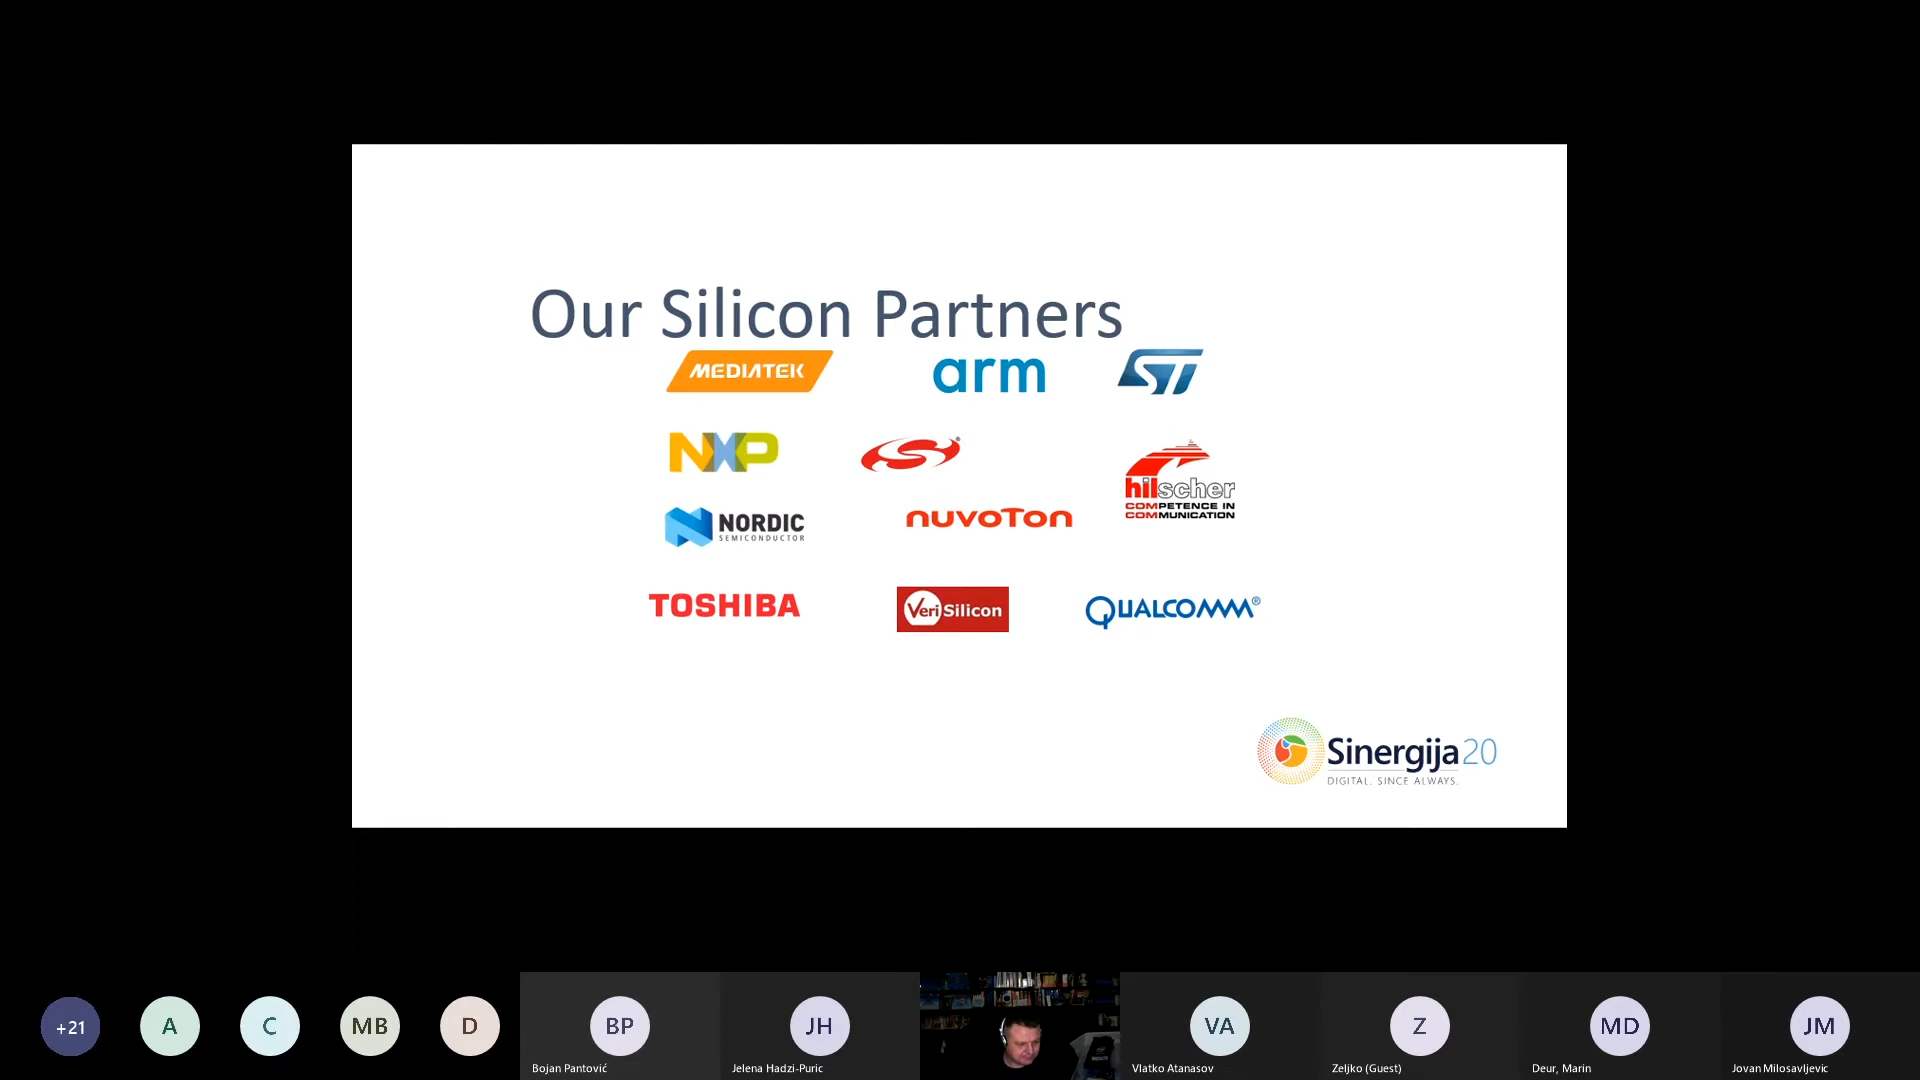 Our Silicon Partners
MEDIATEK
arm
ST
NXP
hilscher
COMPETENCE IN
COMMUNICATION
NORDIC
SEMICONDUCTOR
nuvoTon
TOSHIBA
VeriSilicon
QUALCOMM®
Sinergija20
DIGITAL. SINCE ALWAYS.
+21
A
C
MB
D
BP
JH
VA
Z
MD
JM
Bojan Pantović
Jelena Hadzi-Puric
Vlatko Atanasov
Zeljko (Guest)
Deur, Marin
Jovan Milosavljevic